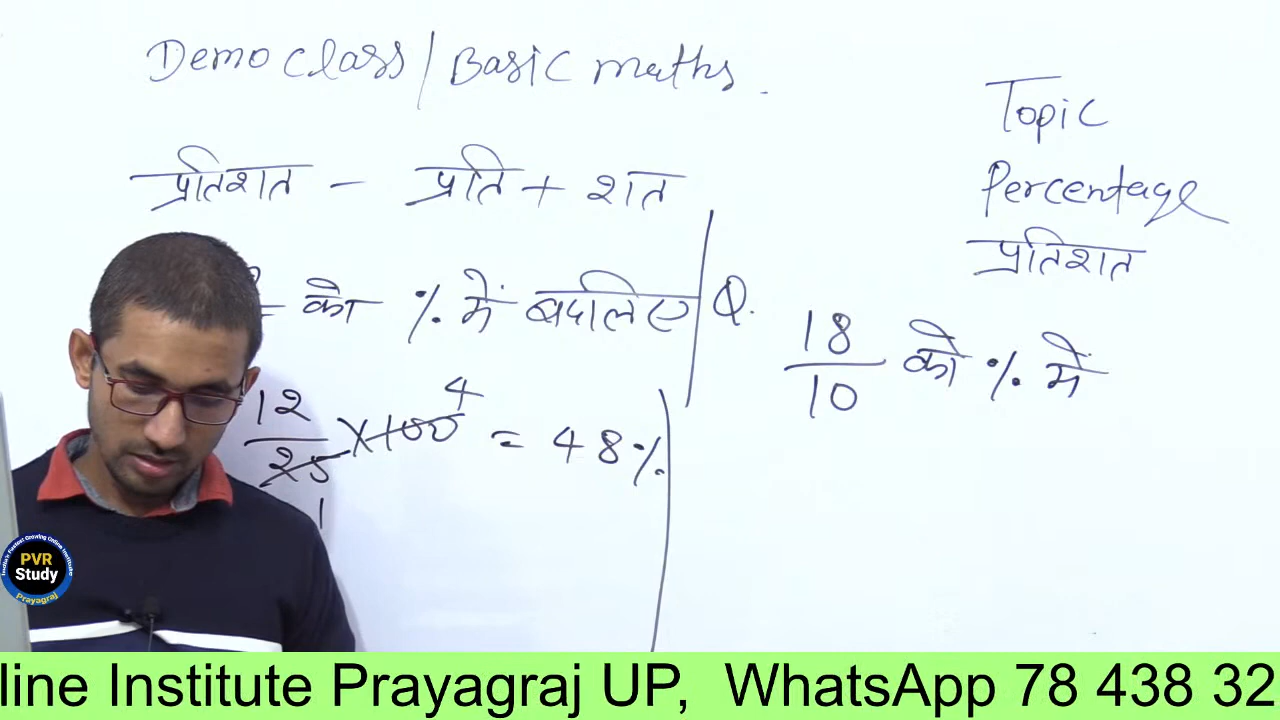 Demo class / Basic maths.
Topic
Percentage
प्रतिशत
प्रतिशत - प्रति + शत
को % में बदलिए
Q. 18/10 को % में
12/25 × 100 4 = 48%
1
PVR
Study
Prayagraj
line Institute Prayagraj UP, WhatsApp 78 438 32